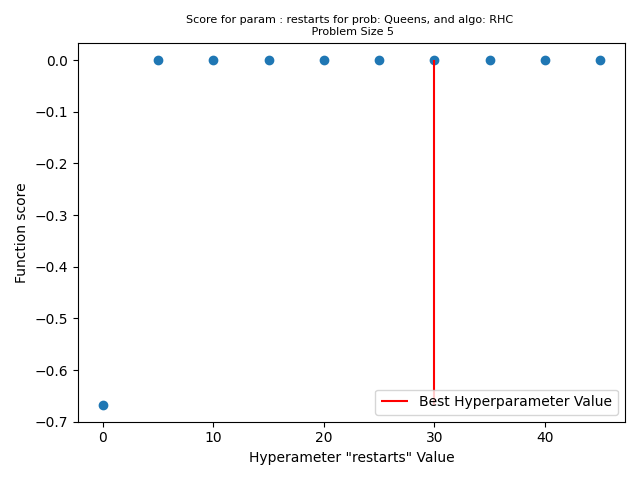 Score for param : restarts for prob: Queens, and algo: RHC
Problem Size 5
Function score
0.0
−0.1
−0.2
−0.3
−0.4
−0.5
−0.6
−0.7
0
10
20
30
40
Best Hyperparameter Value
Hyperameter "restarts" Value